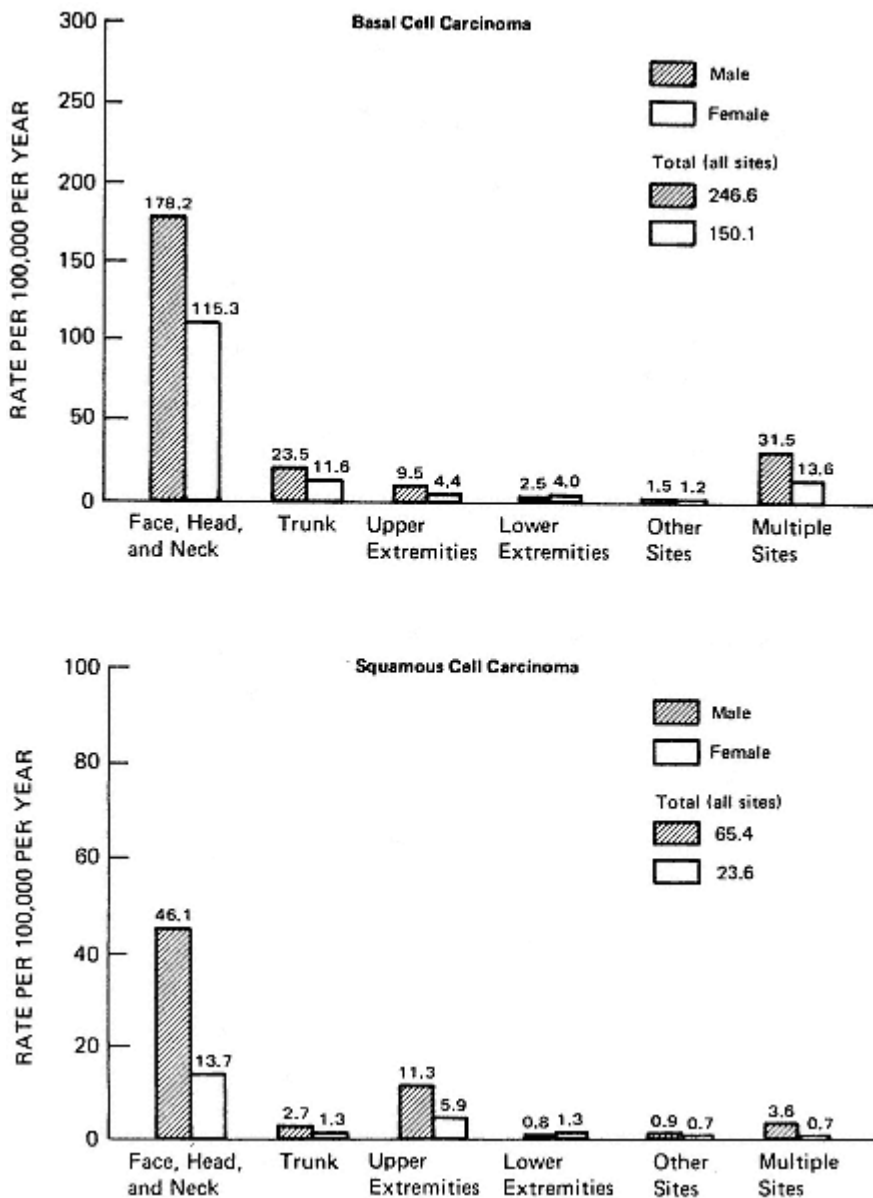 Basal Cell Carcinoma
300
250
200
150
100
50
0
RATE PER 100,000 PER YEAR
Male
Female
Total (all sites)
246.6
150.1
178.2
115.3
23.5
11.6
9.5
4.4
2.5
4.0
1.5
1.2
31.5
13.6
Face, Head,
and Neck
Trunk
Upper
Extremities
Lower
Extremities
Other
Sites
Multiple
Sites
Squamous Cell Carcinoma
100
80
60
40
20
0
RATE PER 100,000 PER YEAR
Male
Female
Total (all sites)
65.4
23.6
46.1
13.7
2.7
1.3
11.3
5.9
0.8
1.3
0.9
0.7
3.6
0.7
Face, Head,
and Neck
Trunk
Upper
Extremities
Lower
Extremities
Other
Sites
Multiple
Sites